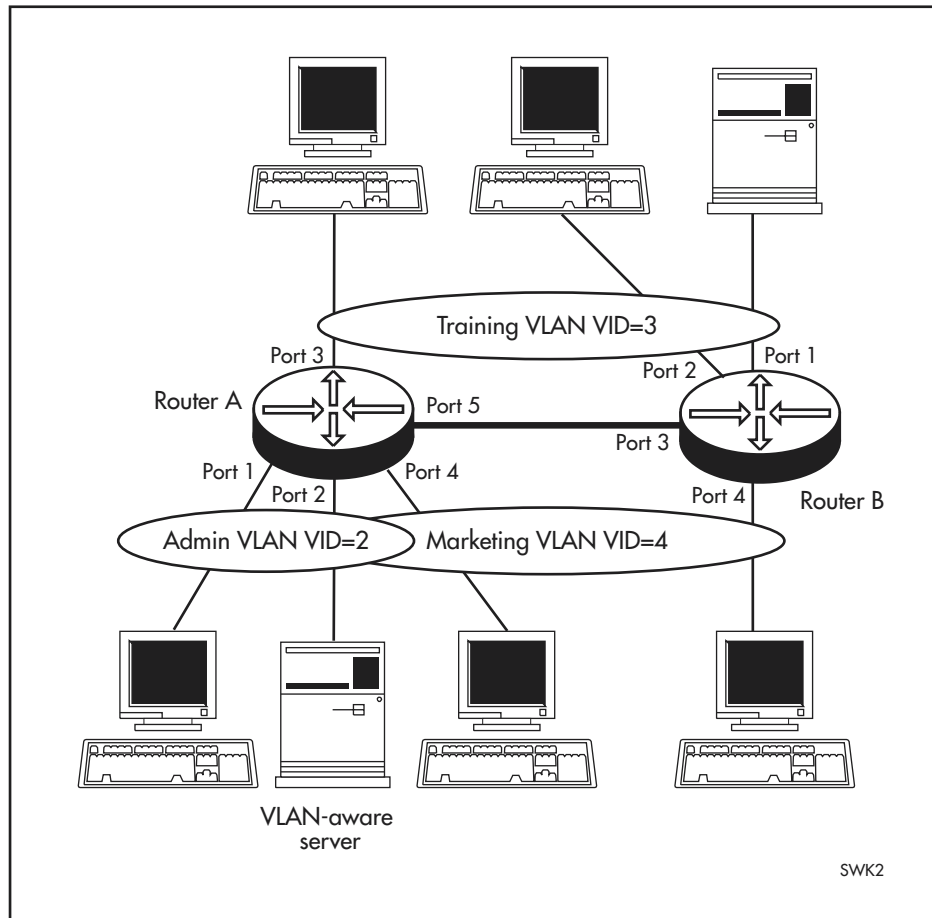 Training VLAN VID=3
Port 3
Port 2
Port 1
Router A
Port 5
Port 3
Port 1
Port 2
Port 4
Port 4
Router B
Admin VLAN VID=2
Marketing VLAN VID=4
VLAN-aware
server
SWK2